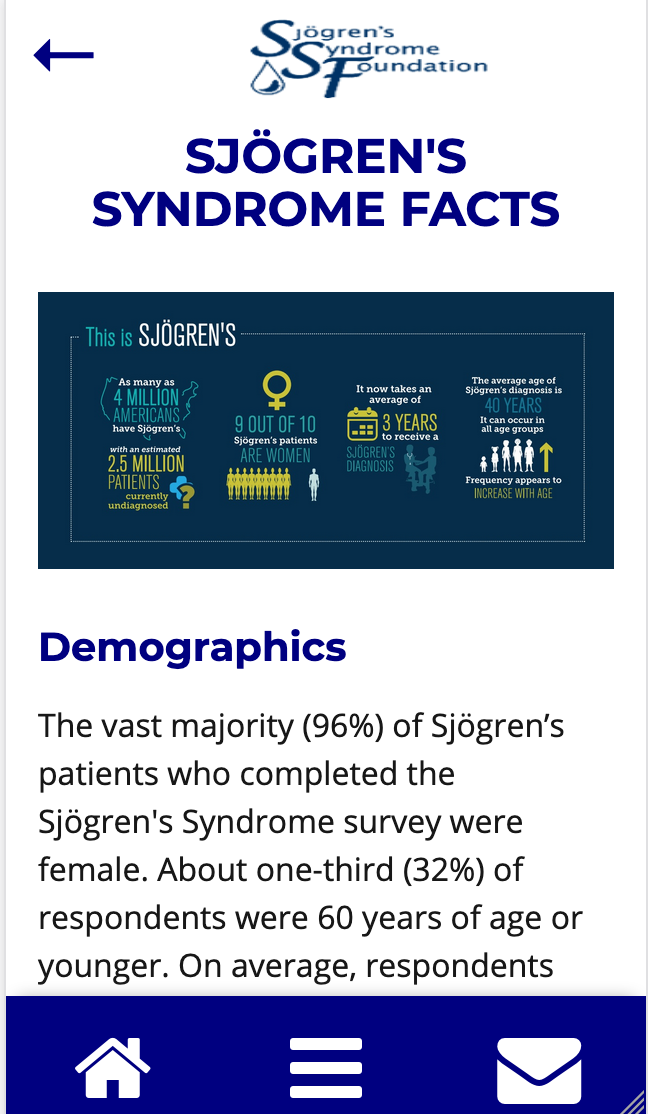 Sjögren's
Syndrome
Foundation
SJÖGREN'S
SYNDROME FACTS
This is SJÖGREN'S
As many as
4 MILLION
AMERICANS
have Sjögren's
with an estimated
2.5 MILLION
PATIENTS
currently
undiagnosed
?
9 OUT OF 10
Sjögren's patients
ARE WOMEN
It now takes an
average of
3 YEARS
to receive a
SJÖGREN'S
DIAGNOSIS
The average age of
Sjögren's diagnosis is
40 YEARS
It can occur in
all age groups
Frequency appears to
INCREASE WITH AGE
Demographics
The vast majority (96%) of Sjögren’s
patients who completed the
Sjögren's Syndrome survey were
female. About one-third (32%) of
respondents were 60 years of age or
younger. On average, respondents